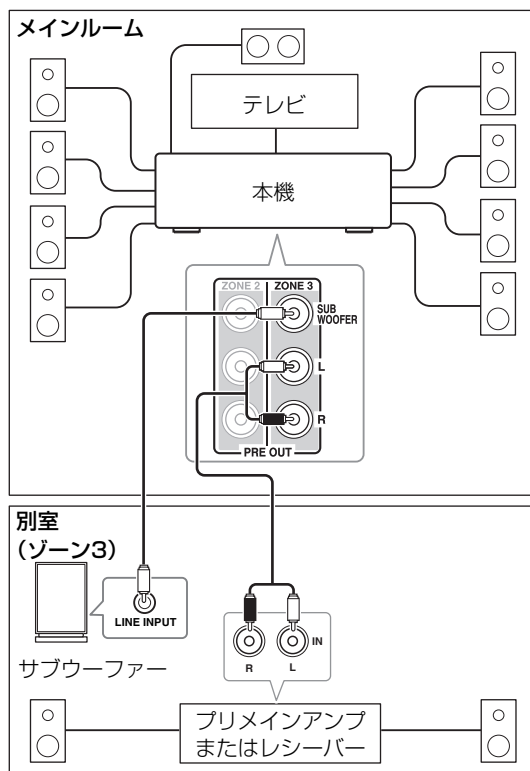 メインルーム
テレビ
本機
ZONE 2 ZONE 3
SUB
WOOFER
L
R
PRE OUT
別室
（ゾーン3）
LINE INPUT
サブウーファー
IN
R L
プリメインアンプ
またはレシーバー